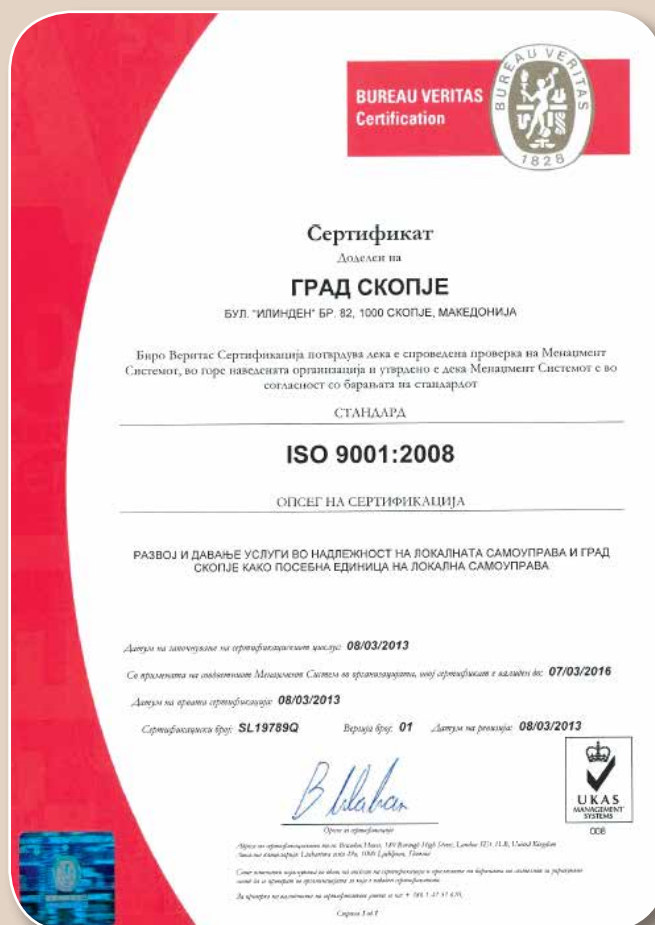 BUREAU VERITAS
Certification
BUREAU VERITAS
1828
Сертификат
Доделен на
ГРАД СКОПЈЕ
БУЛ. "ИЛИНДЕН" БР. 82, 1000 СКОПЈЕ, МАКЕДОНИЈА
Биро Веритас Сертификација потврдува дека е спроведена проверка на Менаџмент
Системот, во горе наведената организација и утврдено е дека Менаџмент Системот е во
согласност со барањата на стандардот
СТАНДАРД
ISO 9001:2008
ОПСЕГ НА СЕРТИФИКАЦИЈА
РАЗВОЈ И ДАВАЊЕ УСЛУГИ ВО НАДЛЕЖНОСТ НА ЛОКАЛНАТА САМОУПРАВА И ГРАД
СКОПЈЕ КАКО ПОСЕБНА ЕДИНИЦА НА ЛОКАЛНА САМОУПРАВА
Датум на започнување на сертификацискиот циклус: 08/03/2013
Со примената на соодветниот Менаџмент Систем во организацијата, овој сертификат е валиден до: 07/03/2016
Датум на првата сертификација: 08/03/2013
Сертификациски број: SL19789Q Верзија број: 01 Датум на ревизија: 08/03/2013
UKAS
MANAGEMENT
SYSTEMS
008
Страна 1 од 1